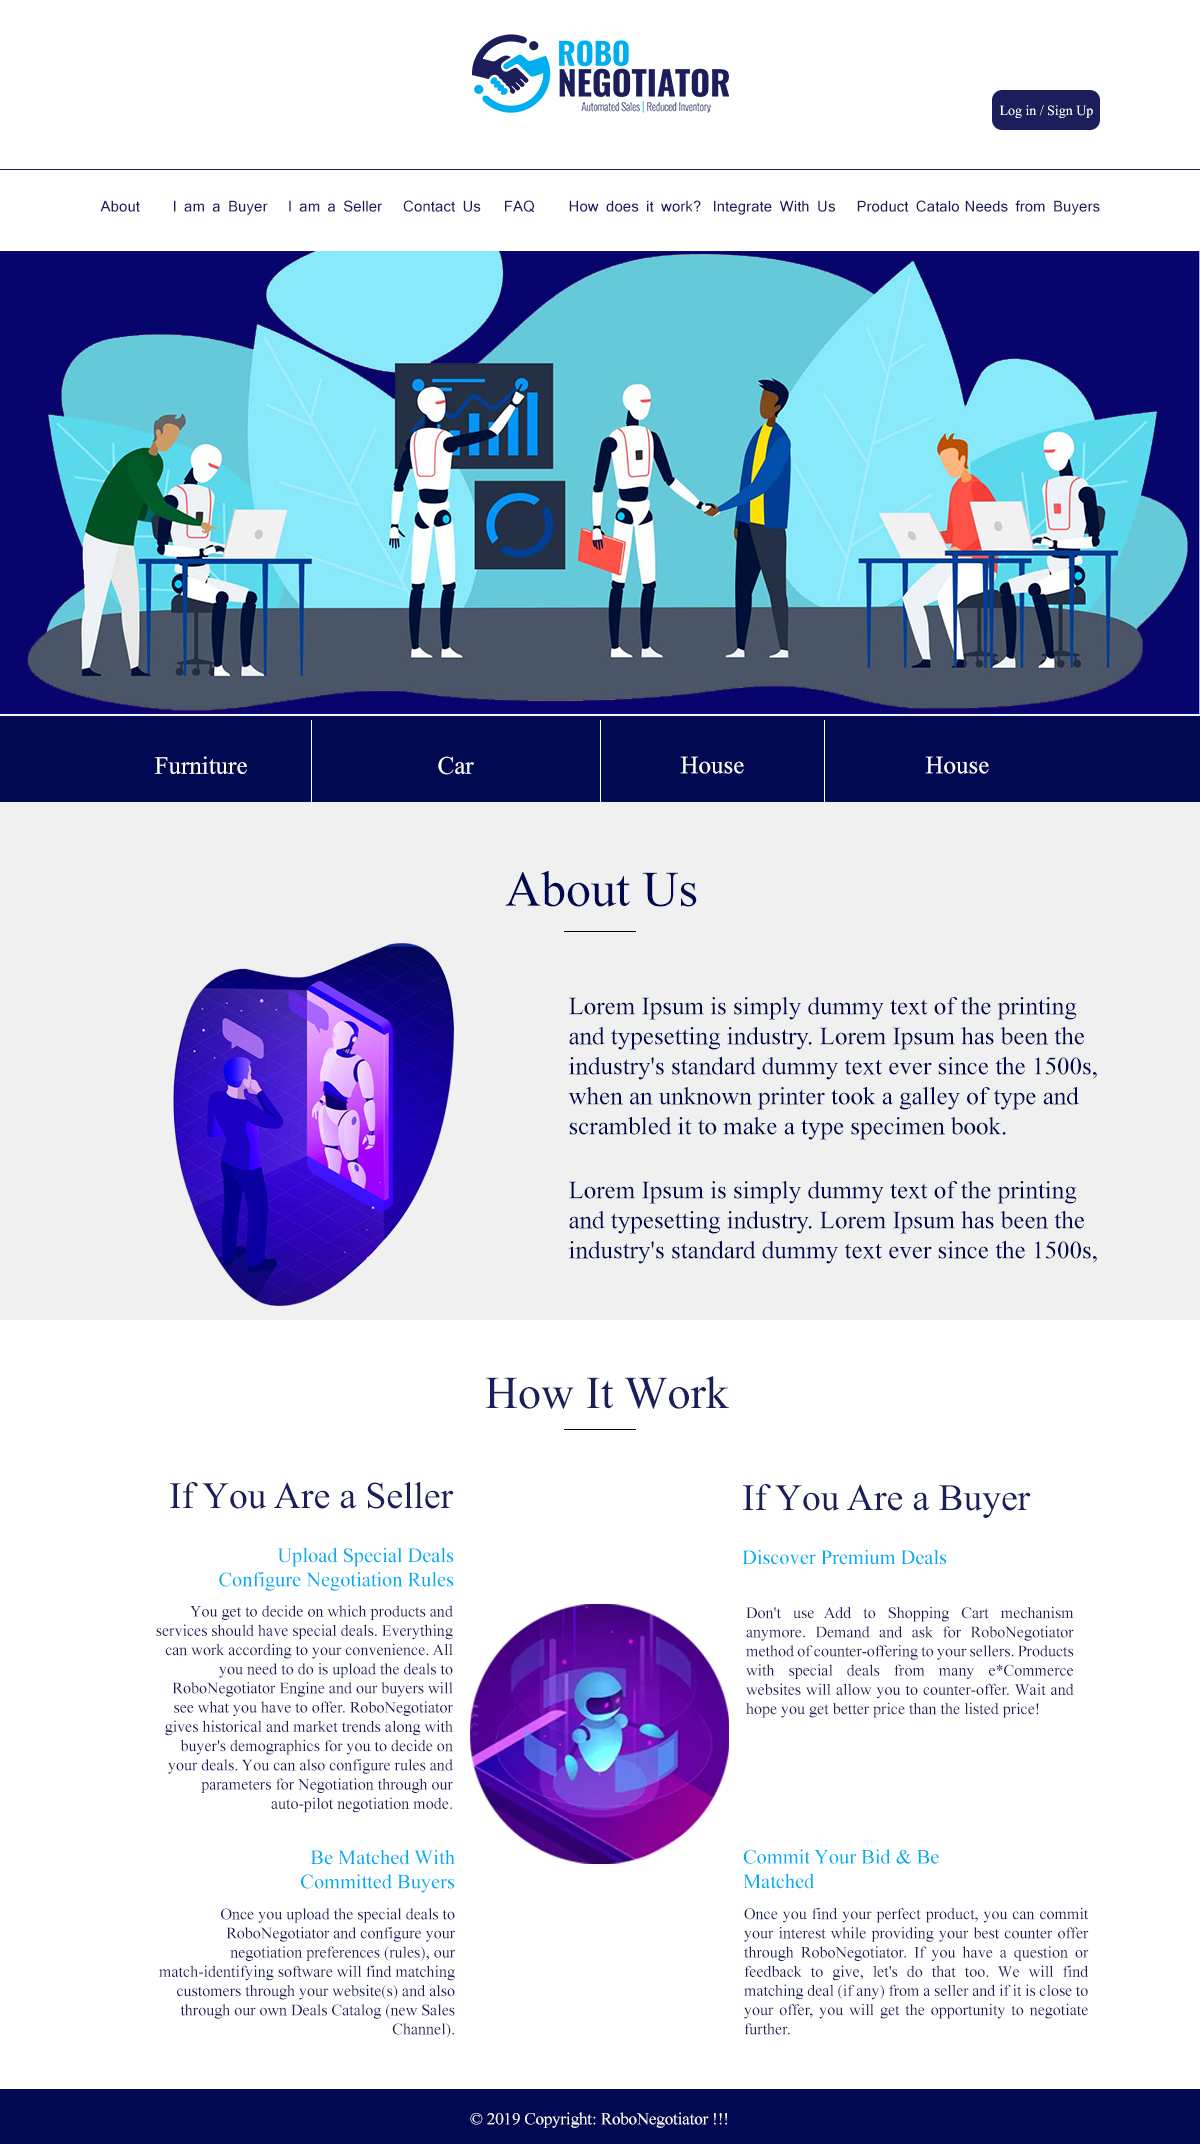 ROBO
NEGOTIATOR
Automated Sales | Reduced Inventory
Log in / Sign Up
About I am a Buyer I am a Seller Contact Us FAQ How does it work? Integrate With Us Product Catalo Needs from Buyers
Furniture Car House House
About Us
Lorem Ipsum is simply dummy text of the printing
and typesetting industry. Lorem Ipsum has been the
industry's standard dummy text ever since the 1500s,
when an unknown printer took a galley of type and
scrambled it to make a type specimen book.
Lorem Ipsum is simply dummy text of the printing
and typesetting industry. Lorem Ipsum has been the
industry's standard dummy text ever since the 1500s,
How It Work
If You Are a Seller
Upload Special Deals
Configure Negotiation Rules
You get to decide on which products and
services should have special deals. Everything
can work according to your convenience. All
you need to do is upload the deals to
RoboNegotiator Engine and our buyers will
see what you have to offer. RoboNegotiator
gives historical and market trends along with
buyer's demographics for you to decide on
your deals. You can also configure rules and
parameters for Negotiation through our
auto-pilot negotiation mode.
Be Matched With
Committed Buyers
Once you upload the special deals to
RoboNegotiator and configure your
negotiation preferences (rules), our
match-identifying software will find matching
customers through your website(s) and also
through our own Deals Catalog (new Sales
Channel).
If You Are a Buyer
Discover Premium Deals
Don't use Add to Shopping Cart mechanism
anymore. Demand and ask for RoboNegotiator
method of counter-offering to your sellers. Products
with special deals from many e*Commerce
websites will allow you to counter-offer. Wait and
hope you get better price than the listed price!
Commit Your Bid & Be
Matched
Once you find your perfect product, you can commit
your interest while providing your best counter offer
through RoboNegotiator. If you have a question or
feedback to give, let's do that too. We will find
matching deal (if any) from a seller and if it is close to
your offer, you will get the opportunity to negotiate
further.
© 2019 Copyright: RoboNegotiator !!!